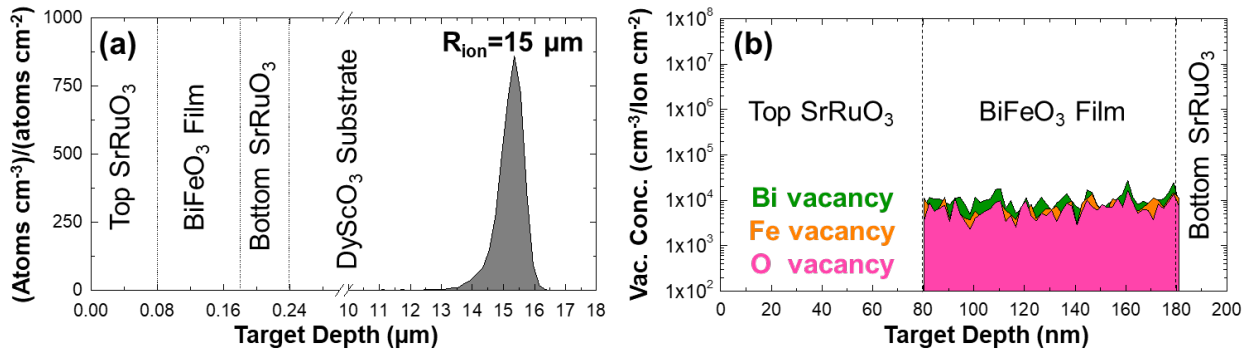 (a)
R_ion=15 µm
(Atoms cm⁻³)/(atoms cm⁻²)
1000
750
500
250
0
Top SrRuO₃
BiFeO₃ Film
Bottom SrRuO₃
DyScO₃ Substrate
0.00 0.08 0.12 0.18 0.24 10 11 12 13 14 15 16 17 18
Target Depth (µm)
(b)
Vac. Conc. (cm⁻³/Ion cm⁻²)
1x10⁸
1x10⁷
1x10⁶
1x10⁵
1x10⁴
1x10³
1x10²
Top SrRuO₃
BiFeO₃ Film
Bottom SrRuO₃
Bi vacancy
Fe vacancy
O vacancy
0 20 40 60 80 100 120 140 160 180 200
Target Depth (nm)